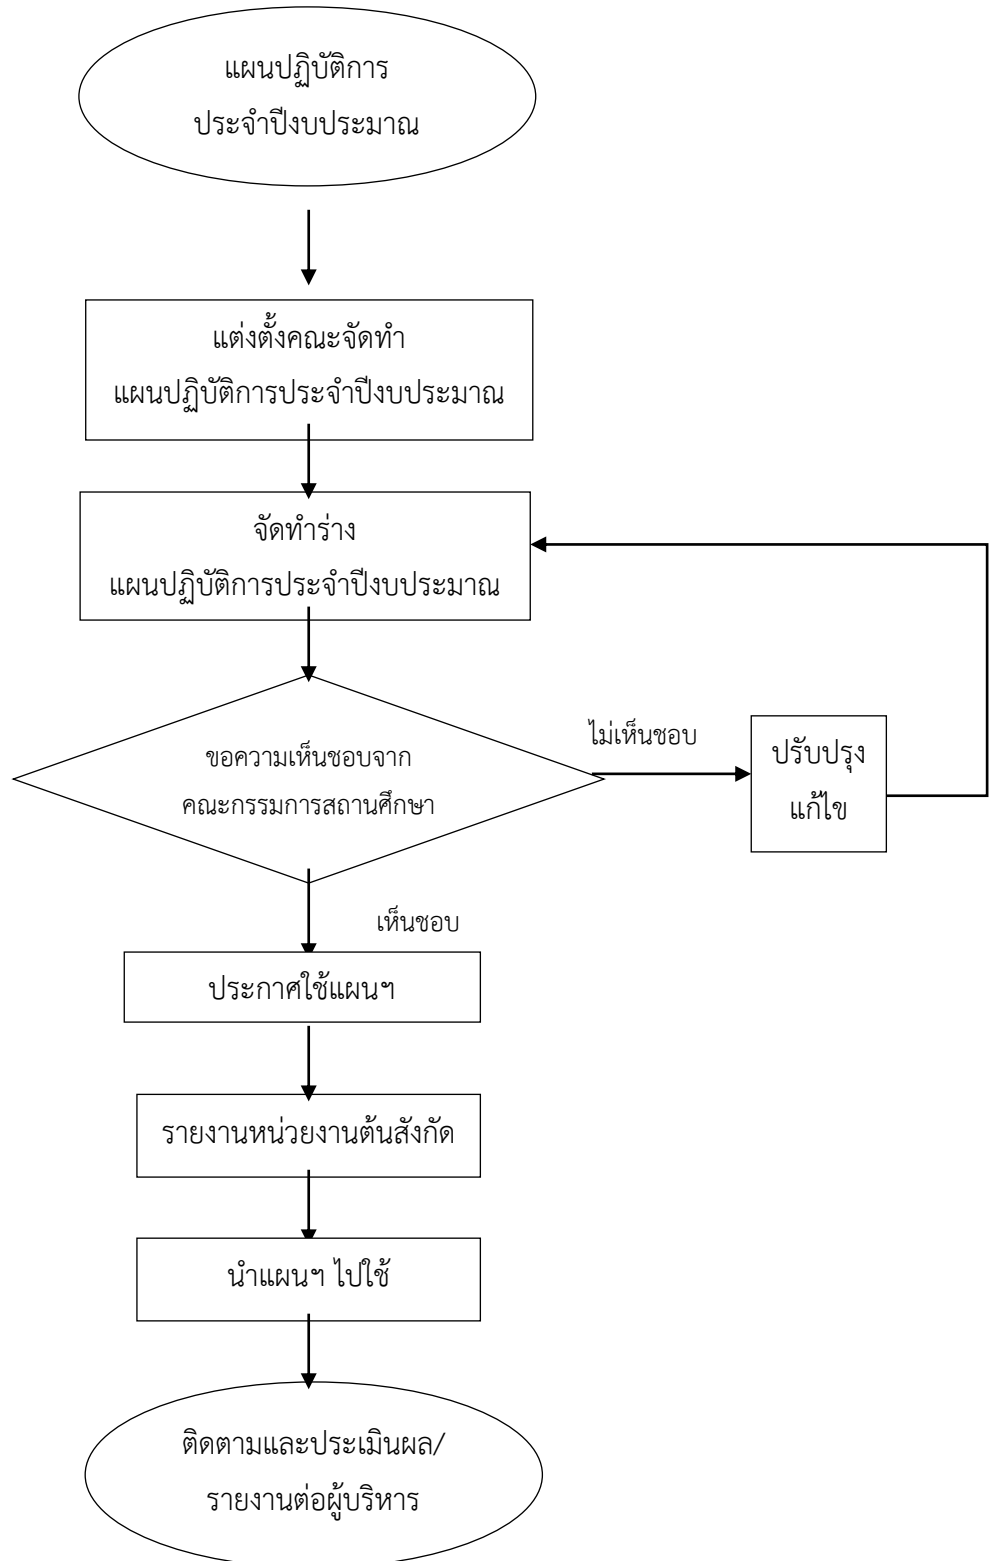 แผนปฏิบัติการ
ประจำปีงบประมาณ
แต่งตั้งคณะจัดทำ
แผนปฏิบัติการประจำปีงบประมาณ
จัดทำร่าง
แผนปฏิบัติการประจำปีงบประมาณ
ขอความเห็นชอบจาก
คณะกรรมการสถานศึกษา
ไม่เห็นชอบ
ปรับปรุง
แก้ไข
เห็นชอบ
ประกาศใช้แผนฯ
รายงานหน่วยงานต้นสังกัด
นำแผนฯ ไปใช้
ติดตามและประเมินผล/
รายงานต่อผู้บริหาร